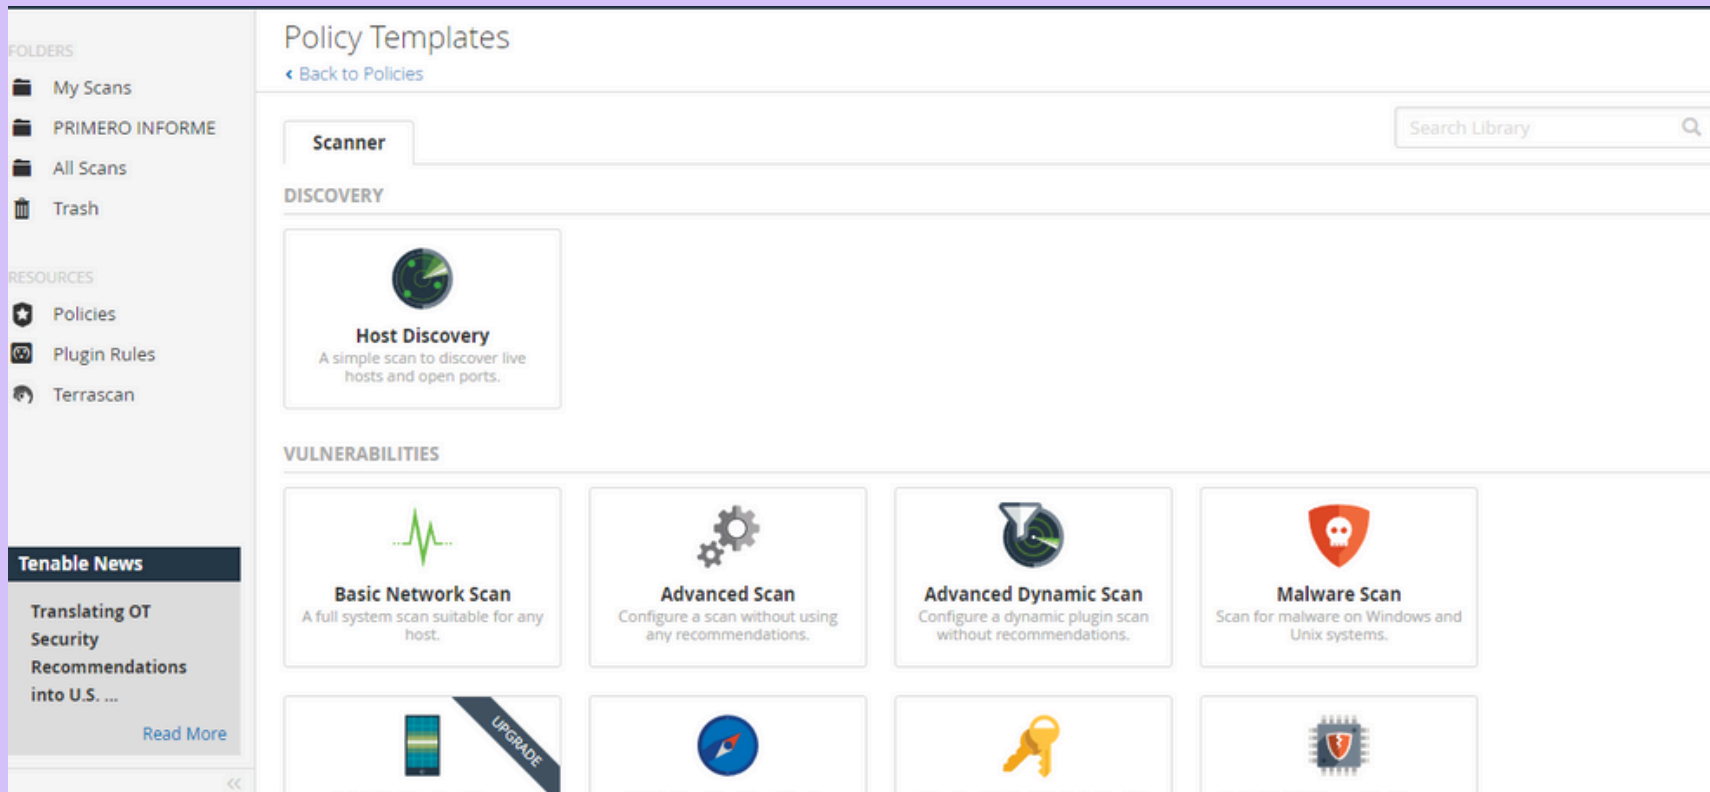 FOLDERS
My Scans
PRIMERO INFORME
All Scans
Trash
RESOURCES
Policies
Plugin Rules
Terrascan
Tenable News
Translating OT
Security
Recommendations
into U.S. ...
Read More
Policy Templates
Back to Policies
Scanner
Search Library
DISCOVERY
Host Discovery
A simple scan to discover live
hosts and open ports.
VULNERABILITIES
Basic Network Scan
A full system scan suitable for any
host.
Advanced Scan
Configure a scan without using
any recommendations.
Advanced Dynamic Scan
Configure a dynamic plugin scan
without recommendations.
Malware Scan
Scan for malware on Windows and
Unix systems.
UPGRADE